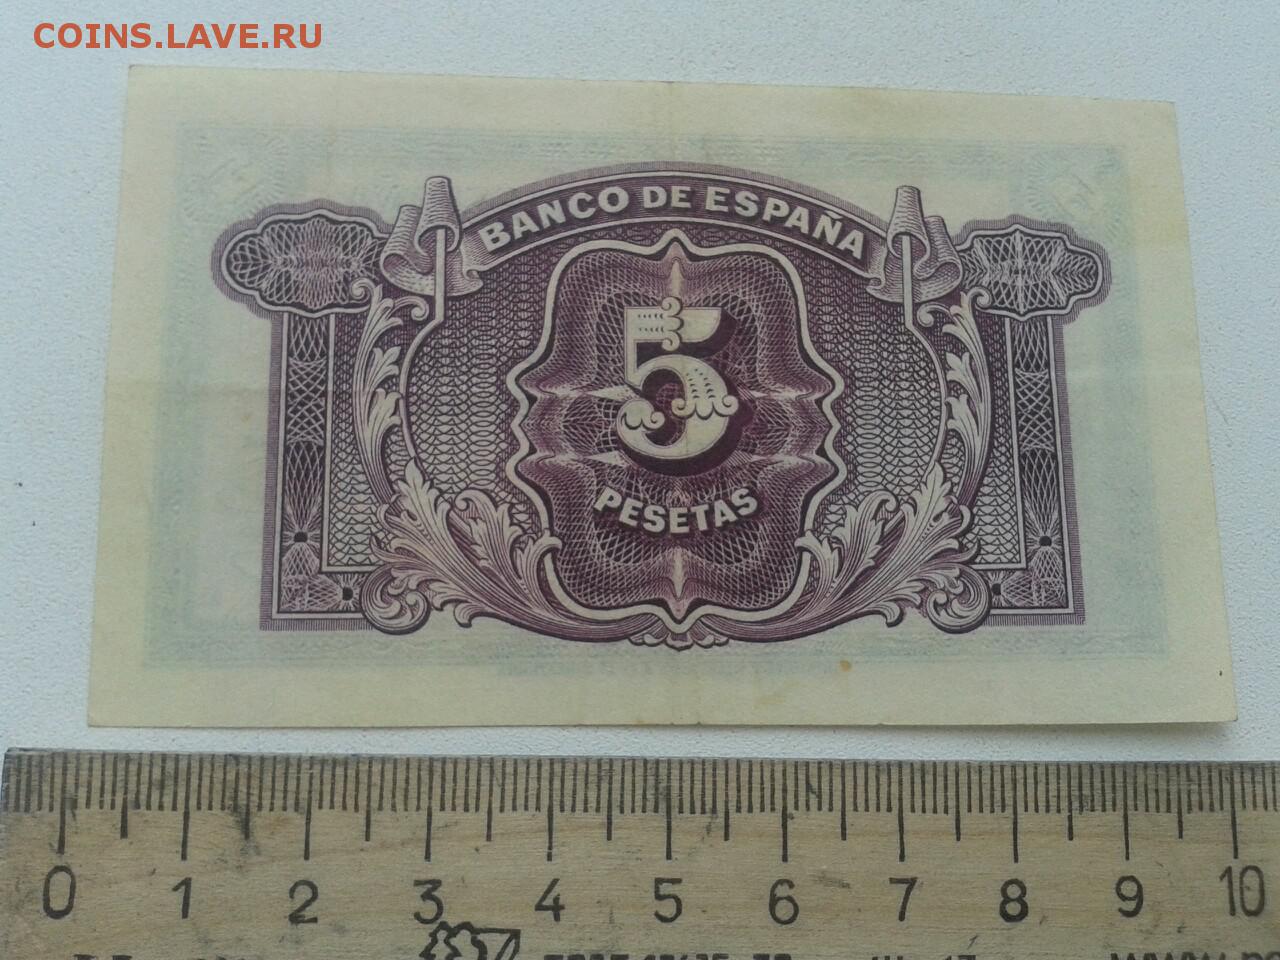 COINS.LAVE.RU
BANCO DE ESPAÑA
5
PESETAS
0 1 2 3 4 5 6 7 8 9 10